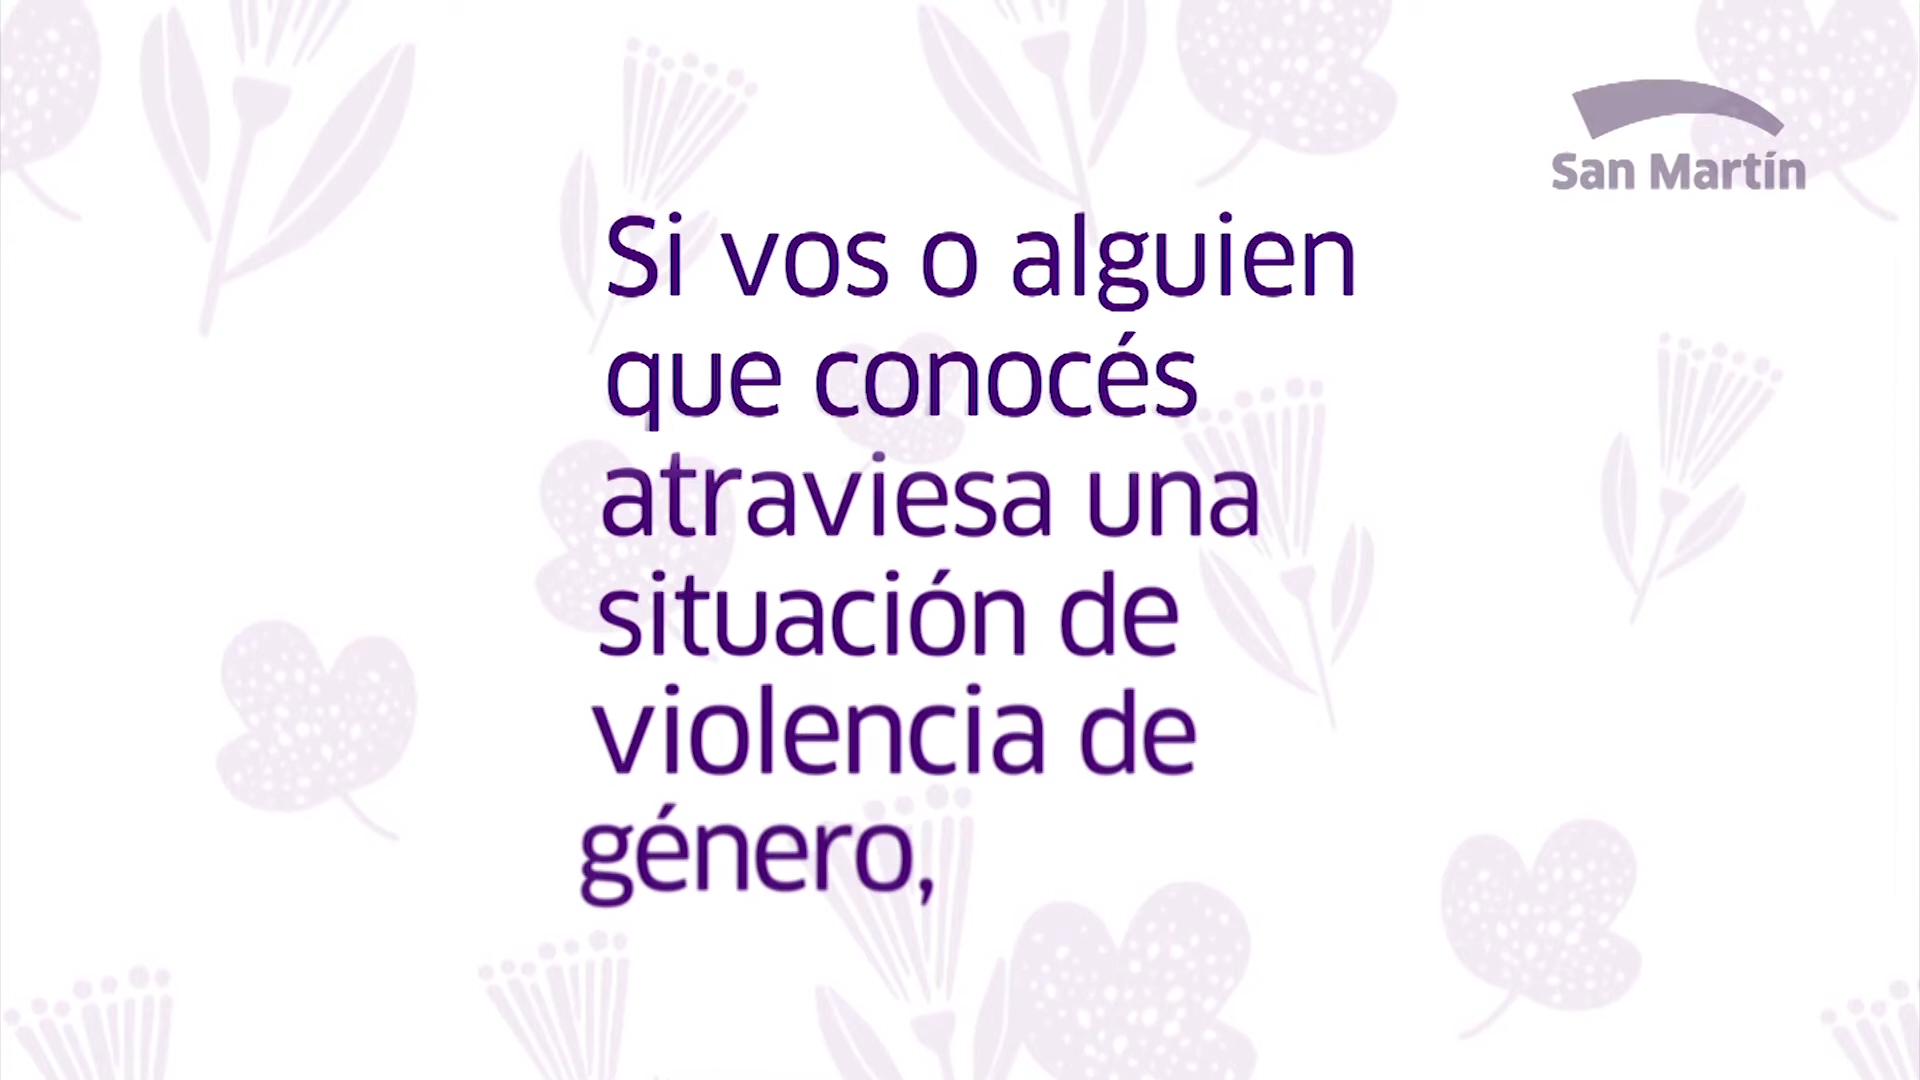 San Martín
Si vos o alguien
que conocés
atraviesa una
situación de
violencia de
género,